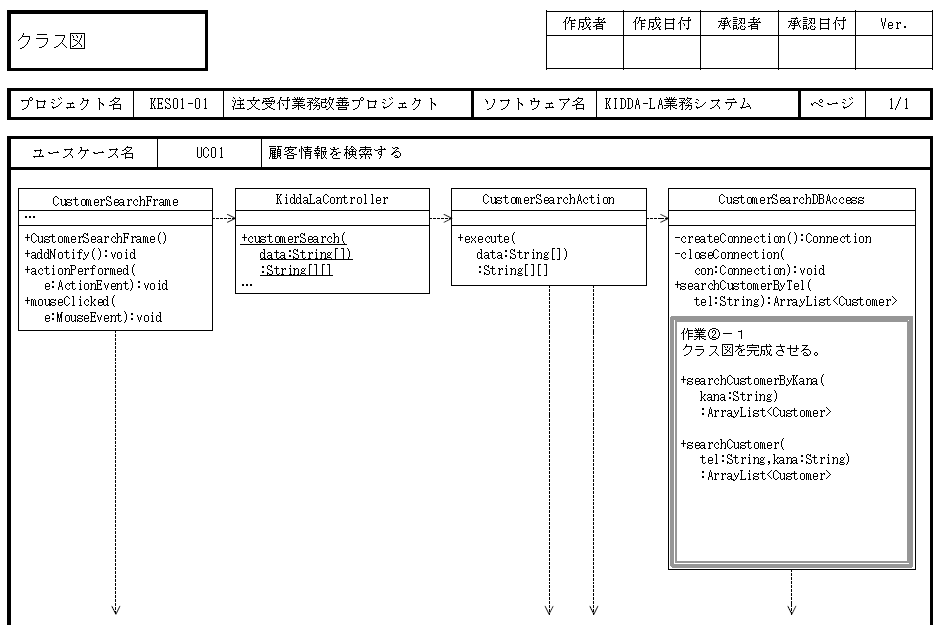 クラス図
作成者 作成日付 承認者 承認日付 Ver.
プロジェクト名 KES01-01 注文受付業務改善プロジェクト ソフトウェア名 KIDDA-LA業務システム ページ 1/1
ユースケース名 UC01 顧客情報を検索する
CustomerSearchFrame
...
+CustomerSearchFrame()
+addNotify():void
+actionPerformed(
e:ActionEvent):void
+mouseClicked(
e:MouseEvent):void
KiddaLaController
+customerSearch(
data:String[])
:String[][]
...
CustomerSearchAction
+execute(
data:String[])
:String[][]
CustomerSearchDBAccess
-createConnection():Connection
-closeConnection(
con:Connection):void
+searchCustomerByTel(
tel:String):ArrayList<Customer>
作業②－１
クラス図を完成させる。
+searchCustomerByKana(
kana:String)
:ArrayList<Customer>
+searchCustomer(
tel:String,kana:String)
:ArrayList<Customer>